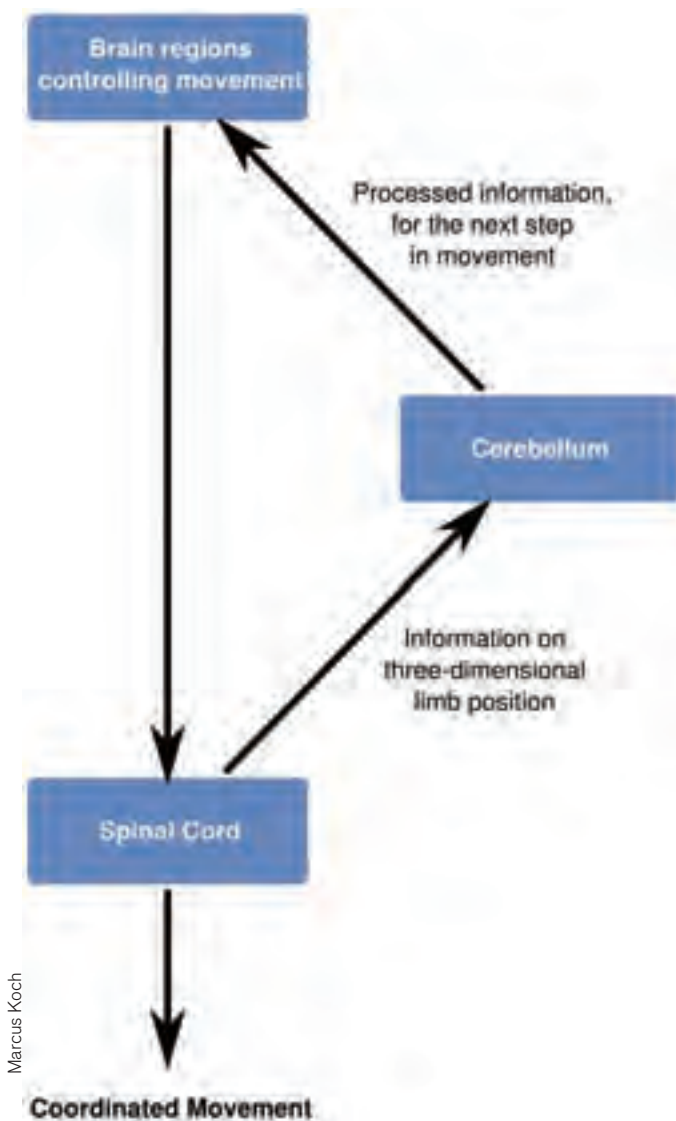 Brain regions
controlling movement
Processed information,
for the next step
in movement
Cerebellum
Information on
three-dimensional
limb position
Spinal Cord
Marcus Koch
Coordinated Movement